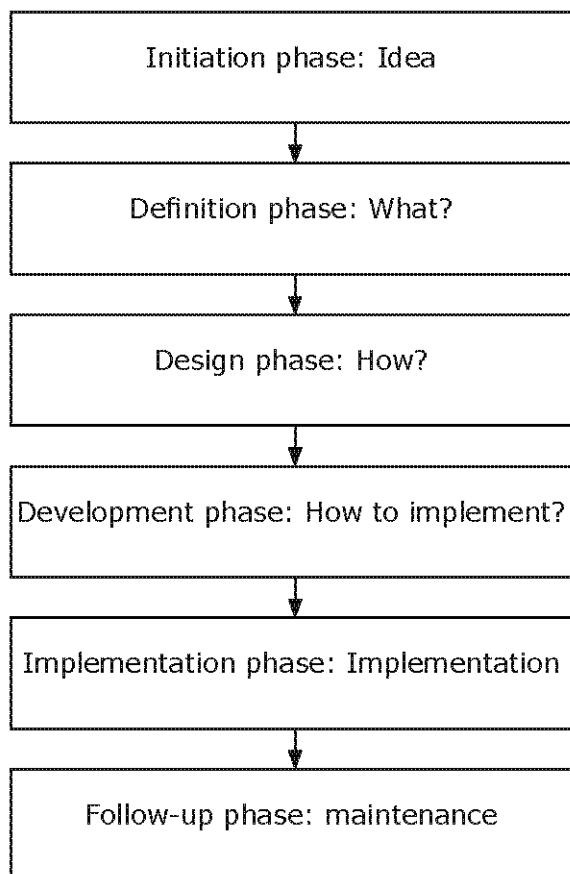 Initiation phase: Idea
Definition phase: What?
Design phase: How?
Development phase: How to implement?
Implementation phase: Implementation
Follow-up phase: maintenance